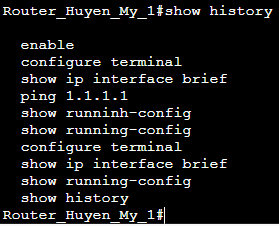 Router_Huyen_My_1#show history
enable
configure terminal
show ip interface brief
ping 1.1.1.1
show runninh-config
show running-config
configure terminal
show ip interface brief
show running-config
show history
Router_Huyen_My_1#